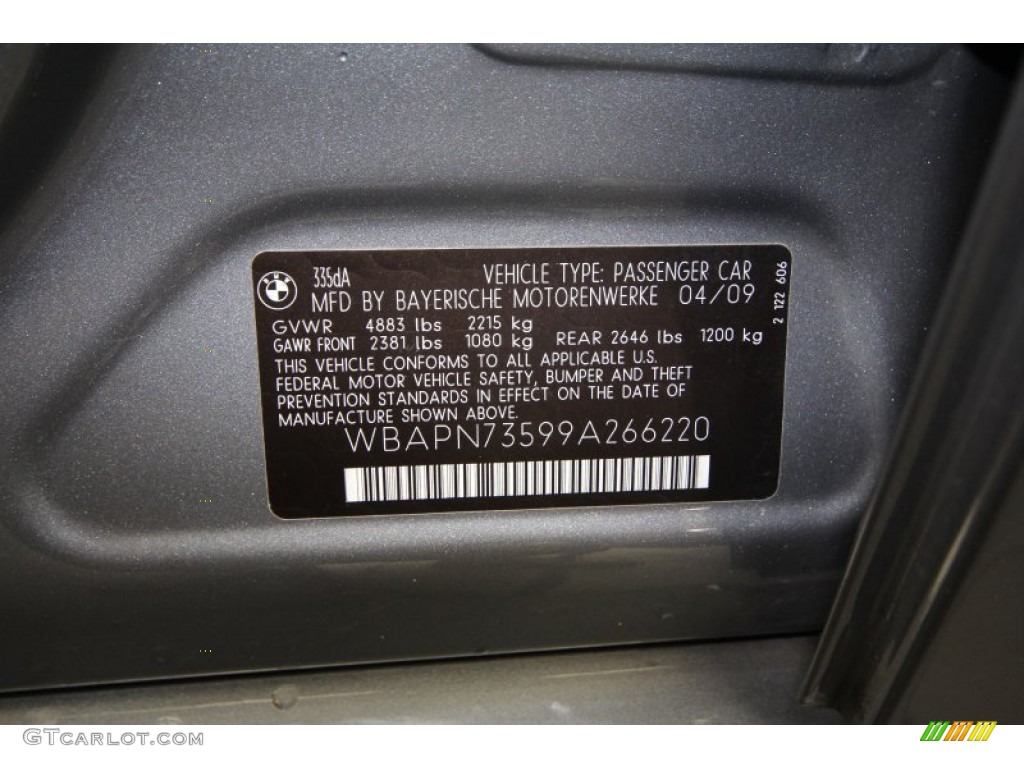 335dA VEHICLE TYPE: PASSENGER CAR
MFD BY BAYERISCHE MOTORENWERKE 04/09
GVWR 4883 lbs 2215 kg
GAWR FRONT 2381 lbs 1080 kg REAR 2646 lbs 1200 kg
THIS VEHICLE CONFORMS TO ALL APPLICABLE U.S.
FEDERAL MOTOR VEHICLE SAFETY, BUMPER AND THEFT
PREVENTION STANDARDS IN EFFECT ON THE DATE OF
MANUFACTURE SHOWN ABOVE.
WBAPN73599A266220
2 122 606
BMW
GTCarlot.com